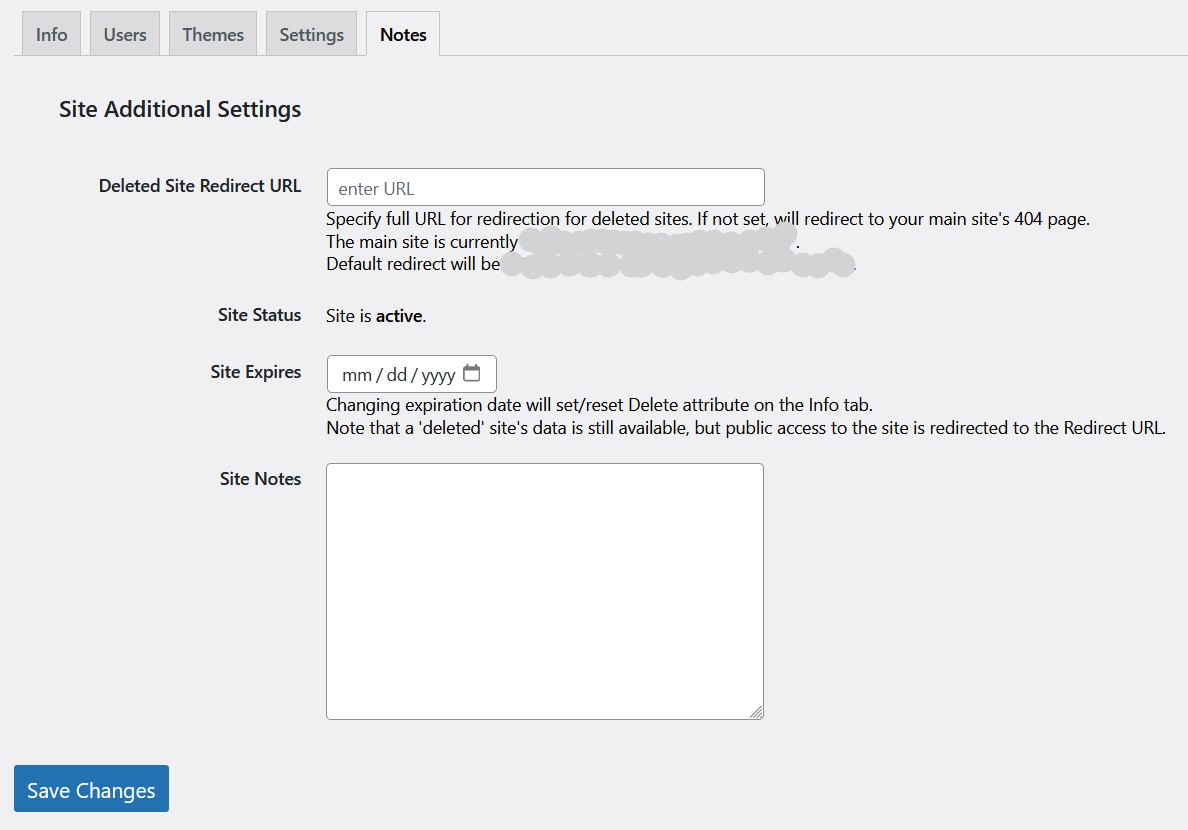 Info
Users
Themes
Settings
Notes
Site Additional Settings
Deleted Site Redirect URL
enter URL
Specify full URL for redirection for deleted sites. If not set, will redirect to your main site's 404 page.
The main site is currently .
Default redirect will be .
Site Status
Site is active.
Site Expires
mm / dd / yyyy
Changing expiration date will set/reset Delete attribute on the Info tab.
Note that a 'deleted' site's data is still available, but public access to the site is redirected to the Redirect URL.
Site Notes
Save Changes